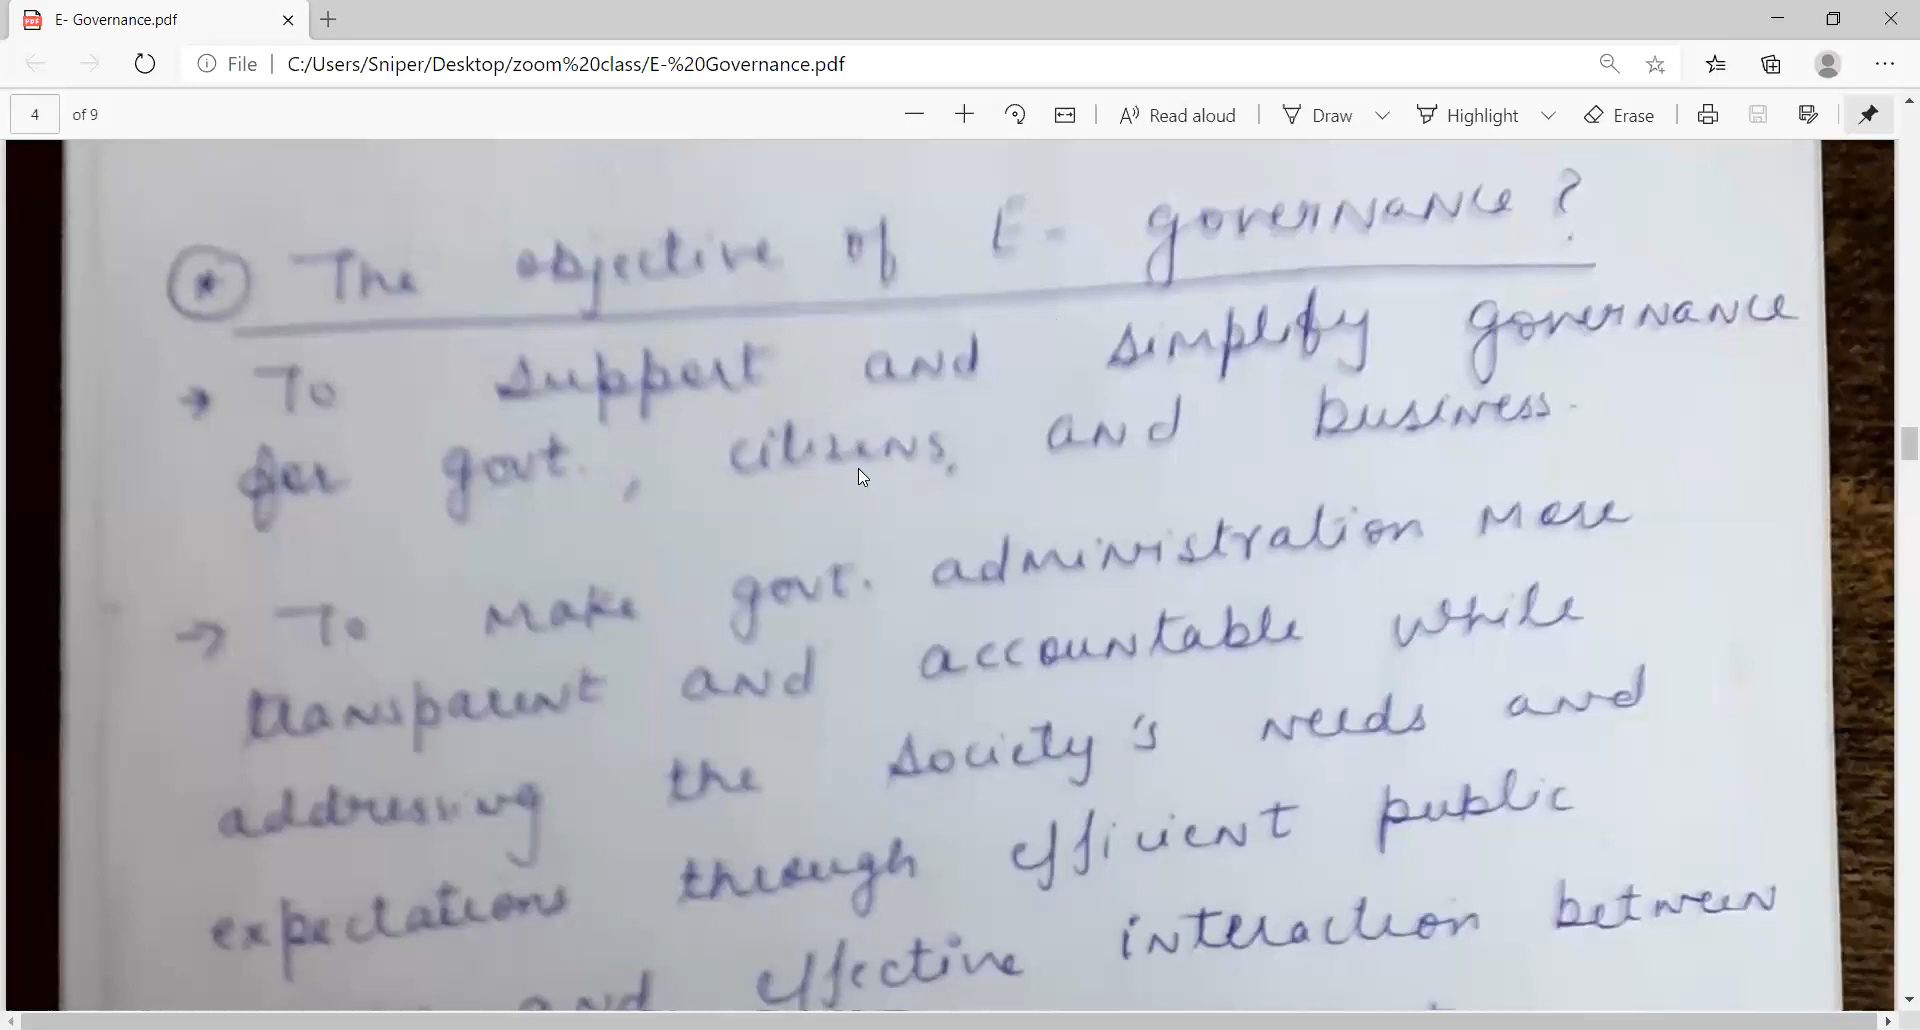 E- Governance.pdf
File
C:/Users/Sniper/Desktop/zoom%20class/E-%20Governance.pdf
4 of 9
Read aloud
Draw
Highlight
Erase
The objective of E- governance?
→ To support and simplify governance
for govt., citizens, and business.
→ To make govt. administration more
transparent and accountable while
addressing the society's needs and
expectations through efficient public
and effective interaction between